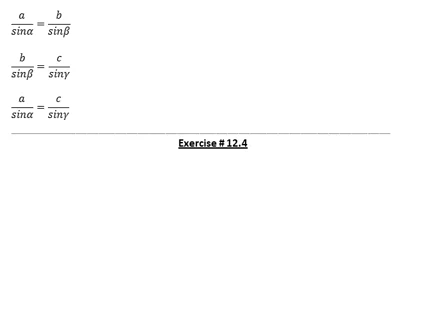 a/sinα = b/sinβ
b/sinβ = c/sinγ
a/sinα = c/sinγ
Exercise # 12.4